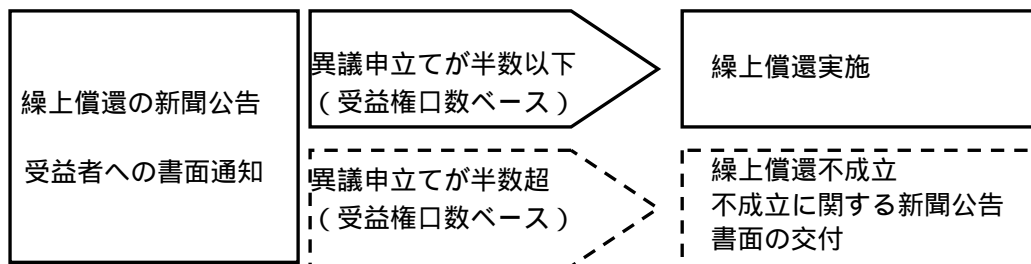 繰上償還の新聞公告
受益者への書面通知
異議申立てが半数以下
（受益権口数ベース）
繰上償還実施
異議申立てが半数超
（受益権口数ベース）
繰上償還不成立
不成立に関する新聞公告
書面の交付